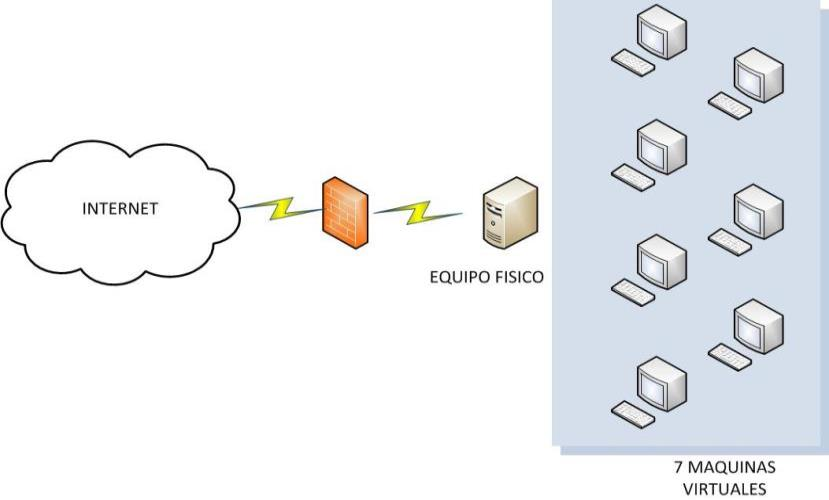 INTERNET
EQUIPO FISICO
7 MAQUINAS
VIRTUALES